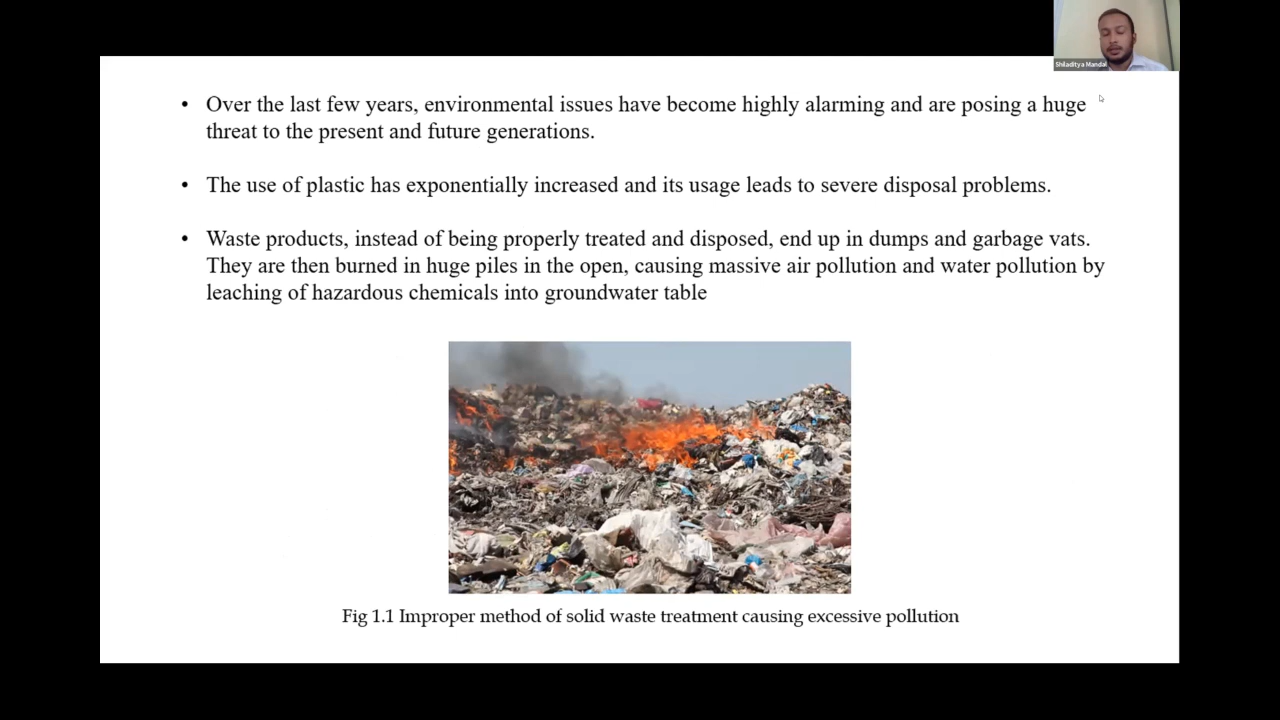 Shiladitya Mandal
• Over the last few years, environmental issues have become highly alarming and are posing a huge
threat to the present and future generations.
• The use of plastic has exponentially increased and its usage leads to severe disposal problems.
• Waste products, instead of being properly treated and disposed, end up in dumps and garbage vats.
They are then burned in huge piles in the open, causing massive air pollution and water pollution by
leaching of hazardous chemicals into groundwater table
Fig 1.1 Improper method of solid waste treatment causing excessive pollution